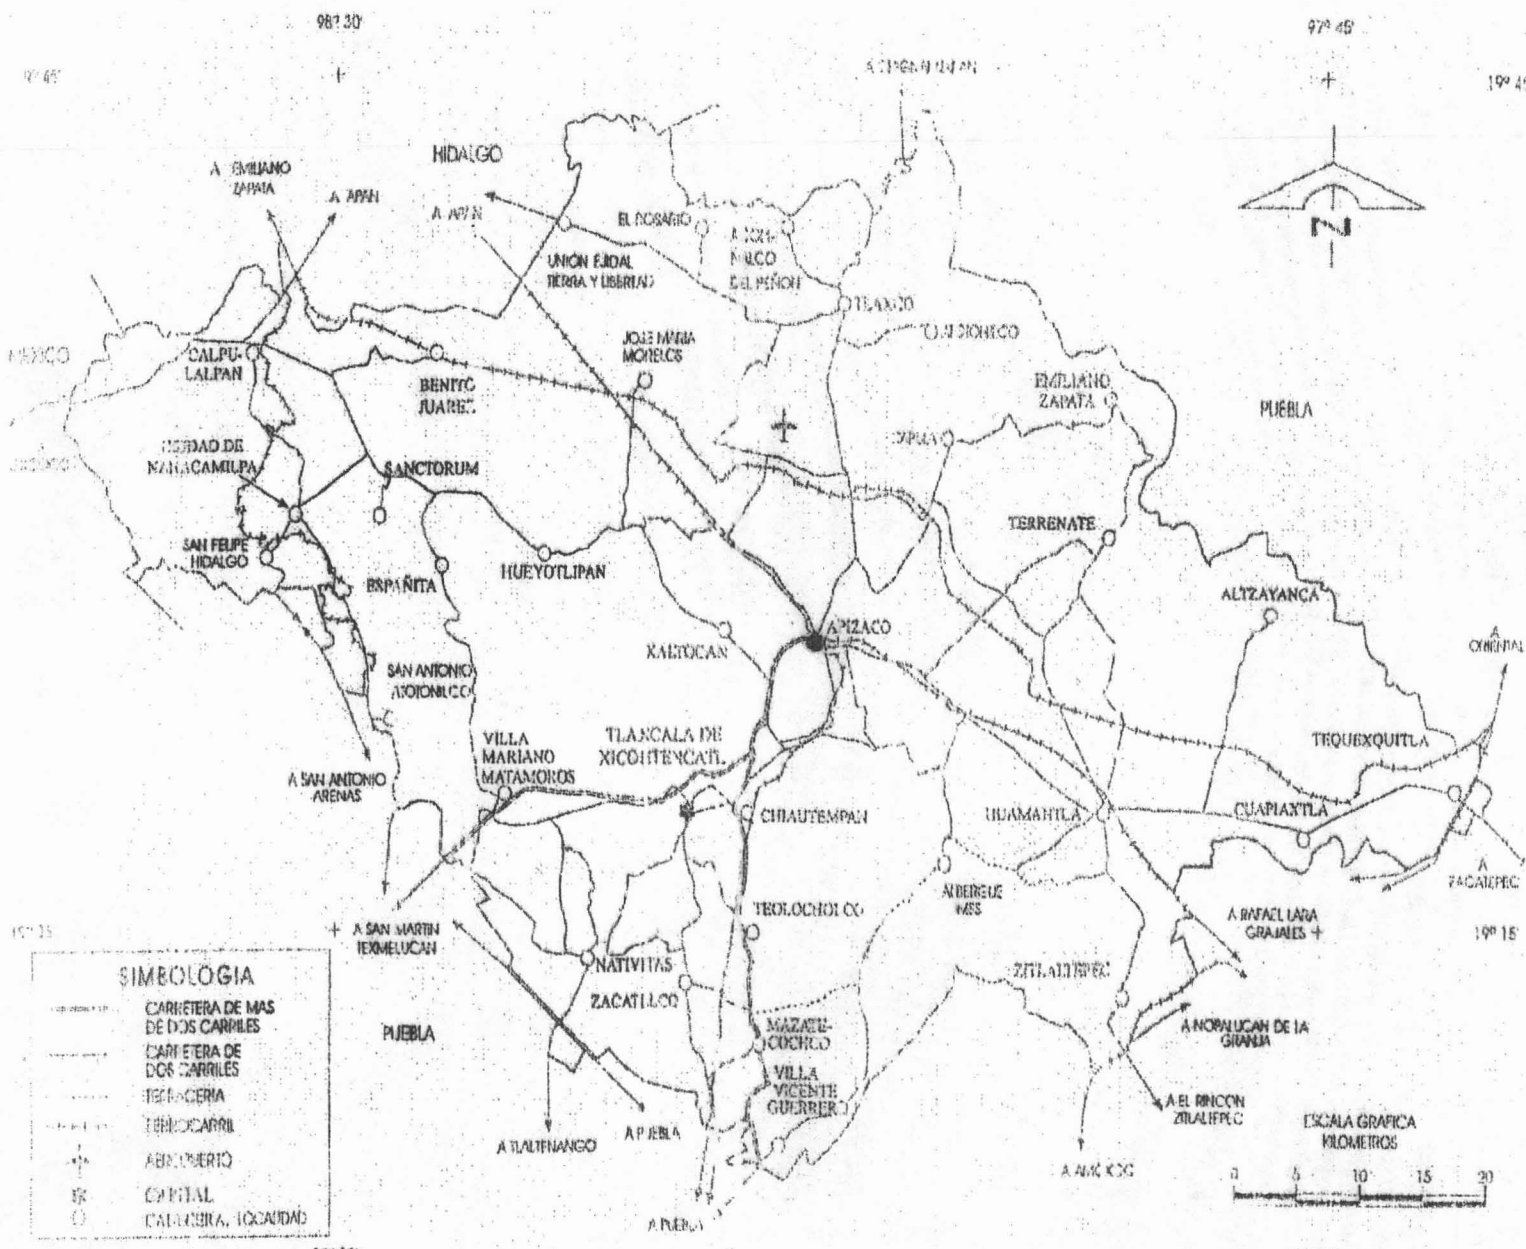 98° 30'
97° 45'
19° 45'
HIDALGO
A EMILIANO
ZAPATA
A APAN
A APAN
EL ROSARIO
UNIÓN EJIDAL
TIERRA Y LIBERTAD
DEL PEÑON
TLAXCO
MEXICO
CALPU-
LALPAN
BENITO
JUAREZ
JOSE MARIA
MORELOS
EMILIANO
ZAPATA
PUEBLA
CIUDAD DE
NANACAMILPA
SANCTORUM
TERRENATE
SAN FELIPE
HIDALGO
ESPAÑITA
HUEYOTLIPAN
ALTZAYANCA
APIZACO
XALTOCAN
A
ORIENTAL
SAN ANTONIO
ATOTONILCO
VILLA
MARIANO
MATAMOROS
TLAXCALA DE
XICOHTENCATL
TEQUEXQUITLA
A SAN ANTONIO
ARENAS
CHIAUTEMPAN
HUAMANTLA
CUAPIAXTLA
A
ZACATEPEC
ALBERGUE
IMSS
TEOLOCHOLCO
A RAFAEL LARA
GRAJALES
19° 15'
A SAN MARTIN
TEXMELUCAN
NATIVITAS
ZACATELCO
ZITLALTEPEC
PUEBLA
MAZATE-
COCHCO
A NOPALUCAN DE LA
GRANJA
VILLA
VICENTE
GUERRERO
A EL RINCON
ZITLALTEPEC
A TLALTENANGO
A PUEBLA
A AMOZOC
A PUEBLA
SIMBOLOGIA
CARRETERA DE MAS
DE DOS CARRILES
CARRETERA DE
DOS CARRILES
TERRACERIA
FERROCARRIL
AEROPUERTO
CAPITAL
CABECERA, LOCALIDAD
N
ESCALA GRAFICA
KILOMETROS
0 5 10 15 20